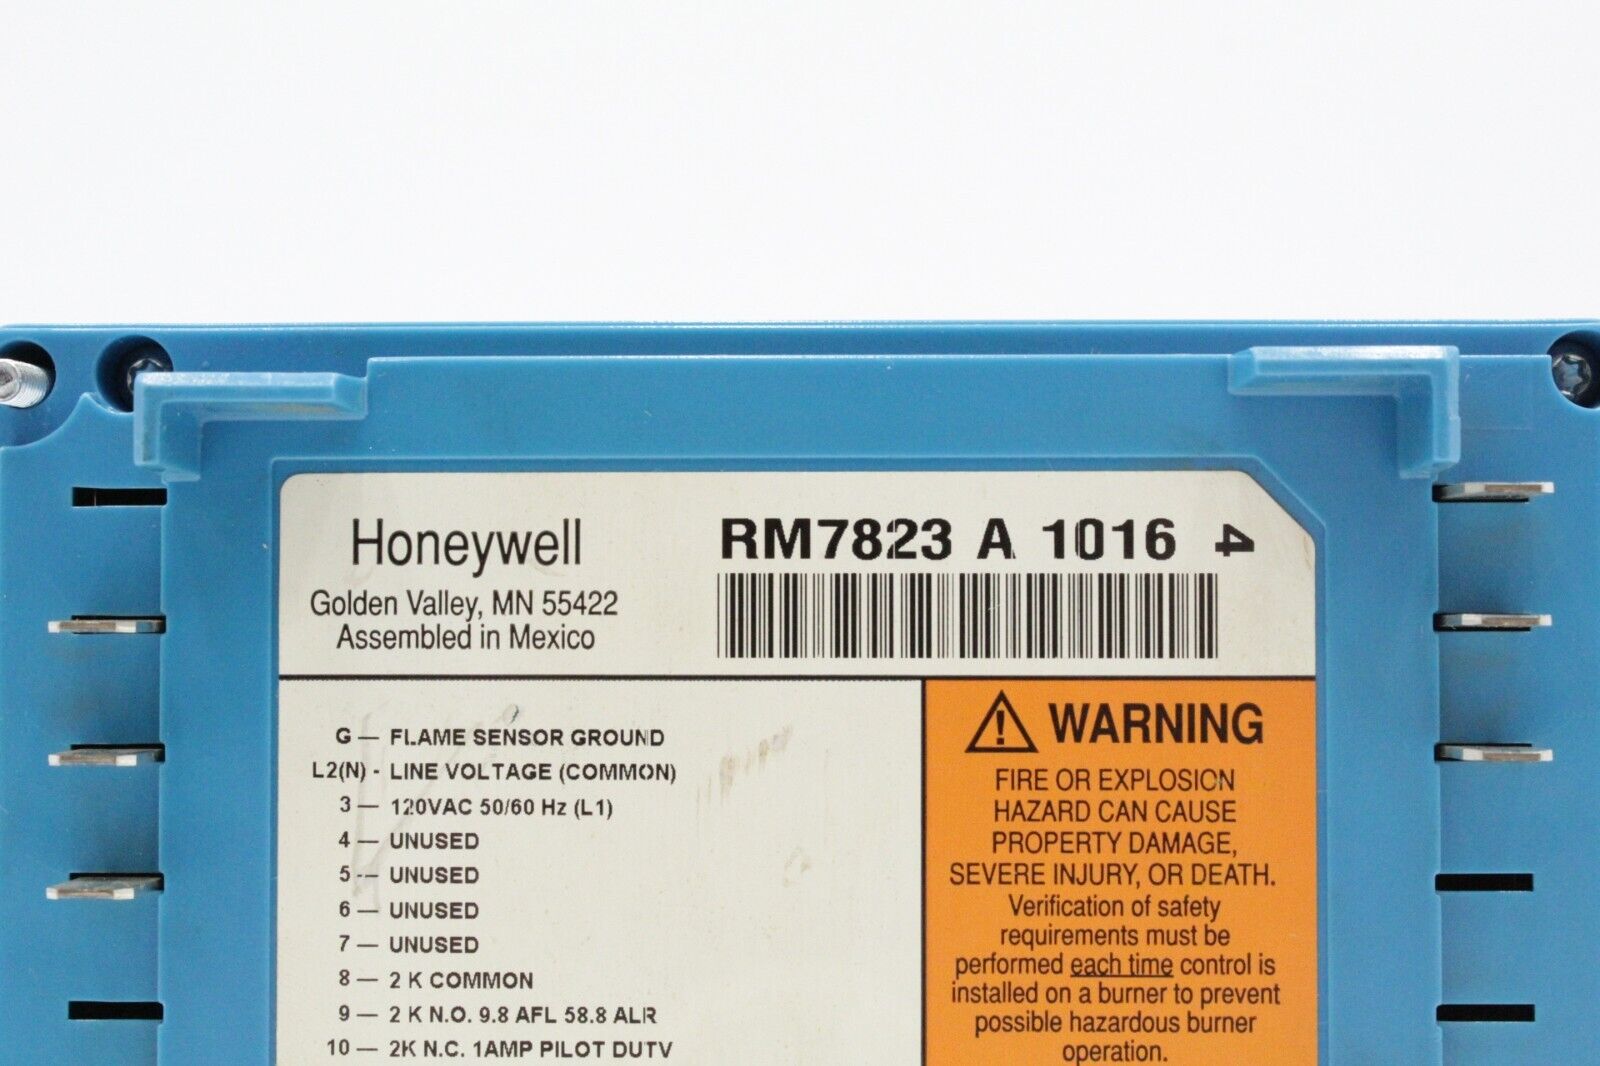 Honeywell
Golden Valley, MN 55422
Assembled in Mexico
RM7823 A 1016 4
G — FLAME SENSOR GROUND
L2(N) - LINE VOLTAGE (COMMON)
3 — 120VAC 50/60 Hz (L1)
4 — UNUSED
5 -- UNUSED
6 — UNUSED
7 — UNUSED
8 — 2 K COMMON
9 — 2 K N.O. 9.8 AFL 58.8 ALR
10 — 2K N.C. 1AMP PILOT DUTY
WARNING
FIRE OR EXPLOSION
HAZARD CAN CAUSE
PROPERTY DAMAGE,
SEVERE INJURY, OR DEATH.
Verification of safety
requirements must be
performed each time control is
installed on a burner to prevent
possible hazardous burner
operation.